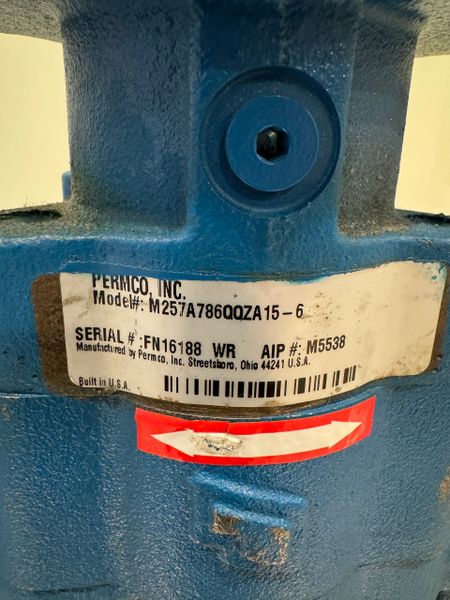 PERMCO, INC.
Model#: M257A786QQZA15-6
SERIAL # :FN16188 WR AIP #: M5538
Manufactured by Permco, Inc. Streetsboro, Ohio 44241 U.S.A.
Built in U.S.A.